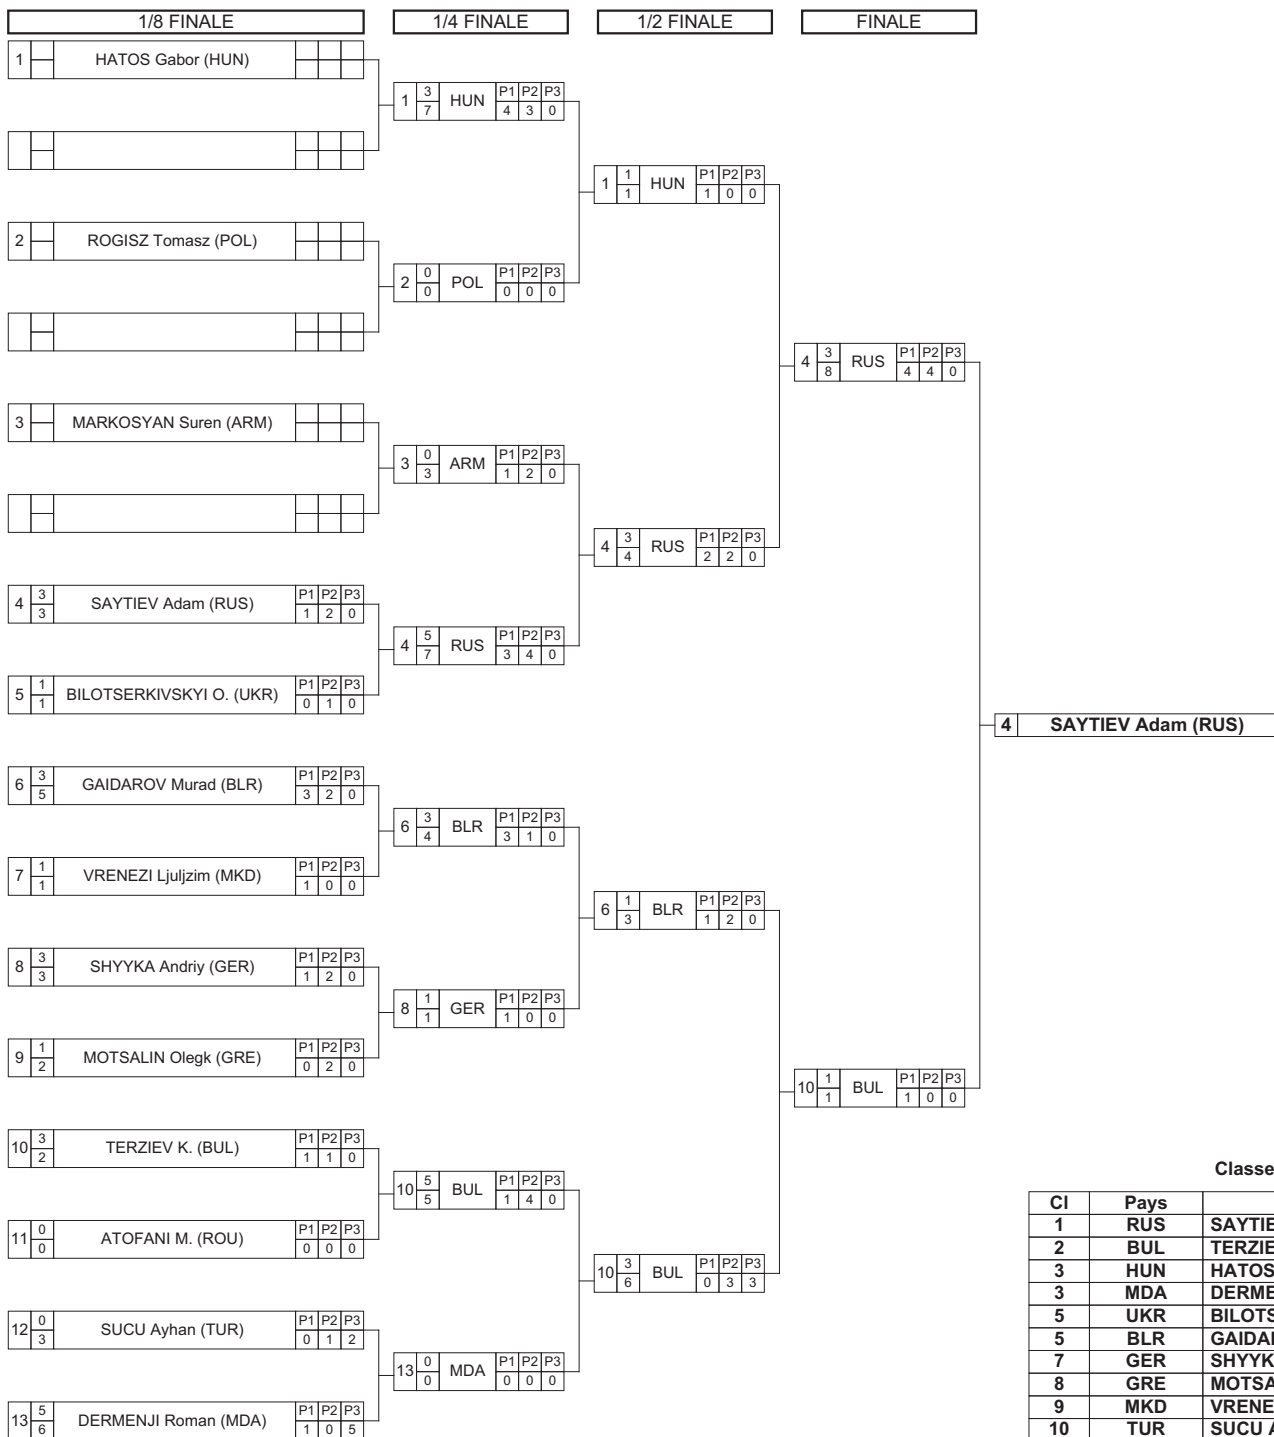 1/8 FINALE 1/4 FINALE 1/2 FINALE FINALE
1 HATOS Gabor (HUN)
1 3 7 HUN P1 P2 P3 4 3 0
1 1 1 HUN P1 P2 P3 1 0 0
2 ROGISZ Tomasz (POL)
2 0 0 POL P1 P2 P3 0 0 0
4 3 8 RUS P1 P2 P3 4 4 0
3 MARKOSYAN Suren (ARM)
3 0 3 ARM P1 P2 P3 1 2 0
4 3 4 RUS P1 P2 P3 2 2 0
4 3 3 SAYTIEV Adam (RUS) P1 P2 P3 1 2 0
4 5 7 RUS P1 P2 P3 3 4 0
5 1 1 BILOTSERKIVSKYI O. (UKR) P1 P2 P3 0 1 0
4 SAYTIEV Adam (RUS)
6 3 5 GAIDAROV Murad (BLR) P1 P2 P3 3 2 0
6 3 4 BLR P1 P2 P3 3 1 0
7 1 1 VRENEZI Ljuljzim (MKD) P1 P2 P3 1 0 0
6 1 3 BLR P1 P2 P3 1 2 0
8 3 3 SHYYKA Andriy (GER) P1 P2 P3 1 2 0
8 1 1 GER P1 P2 P3 1 0 0
9 1 2 MOTSALIN Olegk (GRE) P1 P2 P3 0 2 0
10 1 1 BUL P1 P2 P3 1 0 0
10 3 2 TERZIEV K. (BUL) P1 P2 P3 1 1 0
10 5 5 BUL P1 P2 P3 1 4 0
11 0 0 ATOFANI M. (ROU) P1 P2 P3 0 0 0
10 3 6 BUL P1 P2 P3 0 3 3
12 0 3 SUCU Ayhan (TUR) P1 P2 P3 0 1 2
13 0 0 MDA P1 P2 P3 0 0 0
13 5 6 DERMENJI Roman (MDA) P1 P2 P3 1 0 5
Classe
Cl Pays
1 RUS SAYTIE
2 BUL TERZIE
3 HUN HATOS
3 MDA DERME
5 UKR BILOTS
5 BLR GAIDA
7 GER SHYYK
8 GRE MOTSA
9 MKD VRENE
10 TUR SUCU